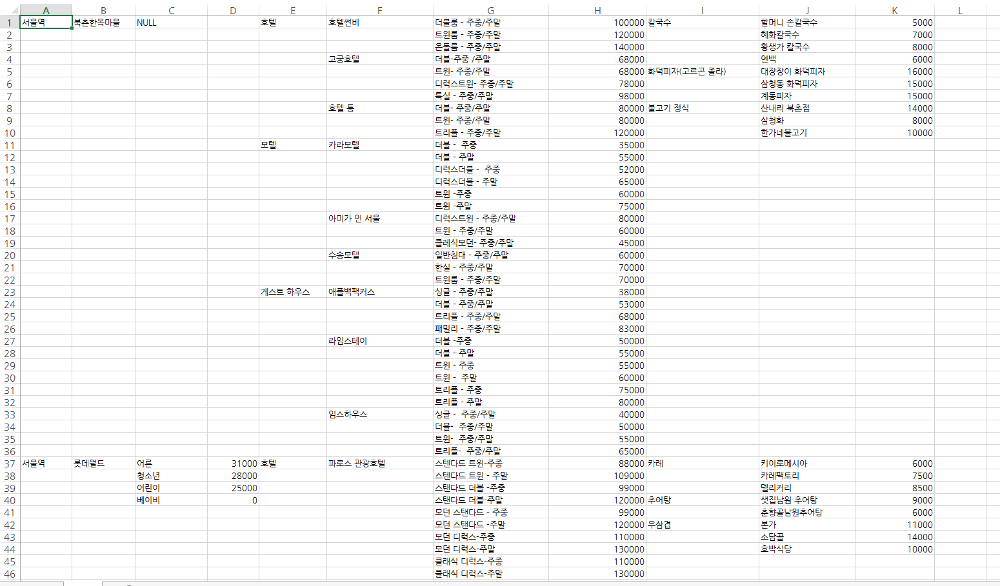 A B C D E F G H I J K L
1 서울역 북촌한옥마을 NULL 호텔 호텔썬비 더블룸 - 주중/주말 100000 칼국수 할머니 손칼국수 5000
2 트윈룸 - 주중/주말 120000 혜화칼국수 7000
3 온돌룸 - 주중/주말 140000 황생가 칼국수 8000
4 고궁호텔 더블-주중 /주말 68000 연백 6000
5 트윈- 주중/주말 68000 화덕피자(고르곤 졸라) 대장장이 화덕피자 16000
6 디럭스트윈- 주중/주말 78000 삼청동 화덕피자 15000
7 특실 - 주중/주말 98000 계동피자 15000
8 호텔 통 더블- 주중/주말 80000 불고기 정식 산내리 북촌점 14000
9 트윈- 주중/주말 80000 삼청화 8000
10 트리플 - 주중/주말 120000 한가네불고기 10000
11 모텔 카라모텔 더블 - 주중 35000
12 더블 - 주말 55000
13 디럭스더블 - 주중 52000
14 디럭스더블 - 주말 65000
15 트윈 -주중 60000
16 트윈 -주말 75000
17 아미가 인 서울 디럭스트윈 - 주중/주말 80000
18 트윈 - 주중/주말 60000
19 클레식모던- 주중/주말 45000
20 수송모텔 일반침대 - 주중/주말 60000
21 한실 - 주중/주말 70000
22 트윈룸 - 주중/주말 70000
23 게스트 하우스 애플백팩커스 싱글 - 주중/주말 38000
24 더블 - 주중/주말 53000
25 트리플 - 주중/주말 68000
26 패밀리 - 주중/주말 83000
27 라임스테이 더블 -주중 50000
28 더블 - 주말 55000
29 트윈 - 주중 55000
30 트윈 - 주말 60000
31 트리플 - 주중 75000
32 트리플 - 주말 80000
33 임스하우스 싱글 - 주중/주말 40000
34 더블- 주중/주말 50000
35 트윈- 주중/주말 55000
36 트리플- 주중/주말 65000
37 서울역 롯데월드 어른 31000 호텔 파로스 관광호텔 스텐다드 트윈-주중 88000 카레 키이로메시아 6000
38 청소년 28000 스텐다드 트윈 - 주말 109000 카레팩토리 7500
39 어린이 25000 스탠다드 더블 -주중 99000 델리커리 8500
40 베이비 0 스탠다드 더블-주말 120000 추어탕 샛집남원 추어탕 9000
41 모던 스탠다드 - 주중 99000 춘향골남원추어탕 6000
42 모던 스탠다드 -주말 120000 우삼겹 본가 11000
43 모던 디럭스-주중 110000 소담골 14000
44 모던 디럭스-주말 130000 호박식당 10000
45 클래식 디럭스-주중 110000
46 클래식 디럭스-주말 130000